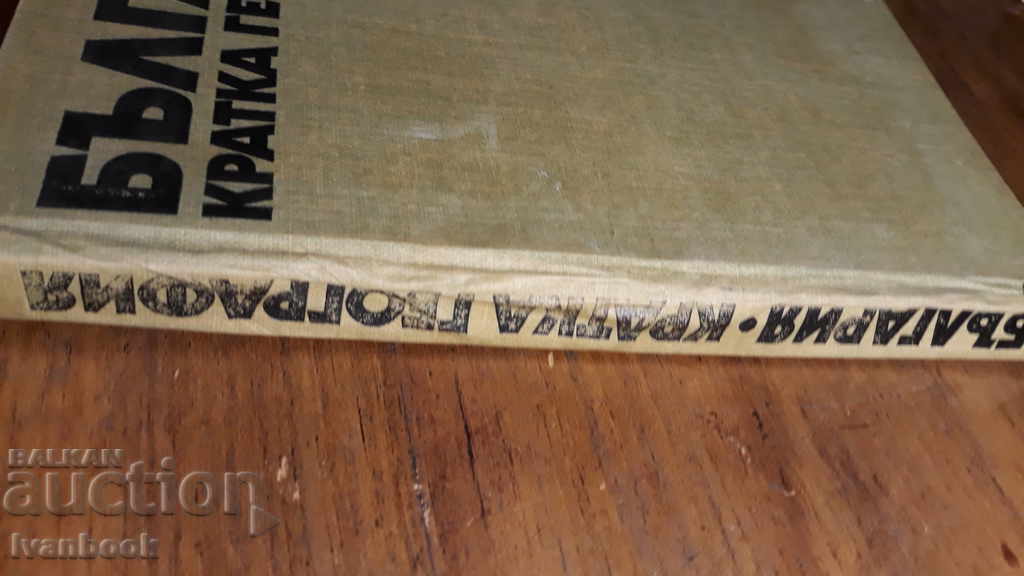 БЪЛГ
КРАТКА ГЕ
БЪЛГАРИЯ • КРАТКА ГЕОГРАФИЯ
BALKAN
auction
Ivanbook